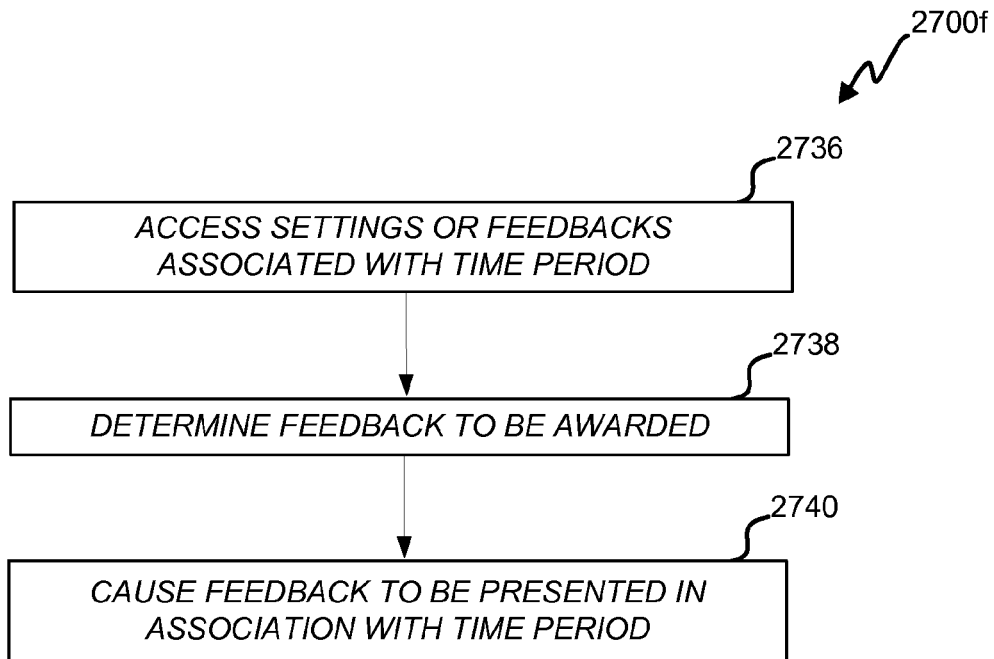 2700f
2736
ACCESS SETTINGS OR FEEDBACKS
ASSOCIATED WITH TIME PERIOD
2738
DETERMINE FEEDBACK TO BE AWARDED
2740
CAUSE FEEDBACK TO BE PRESENTED IN
ASSOCIATION WITH TIME PERIOD